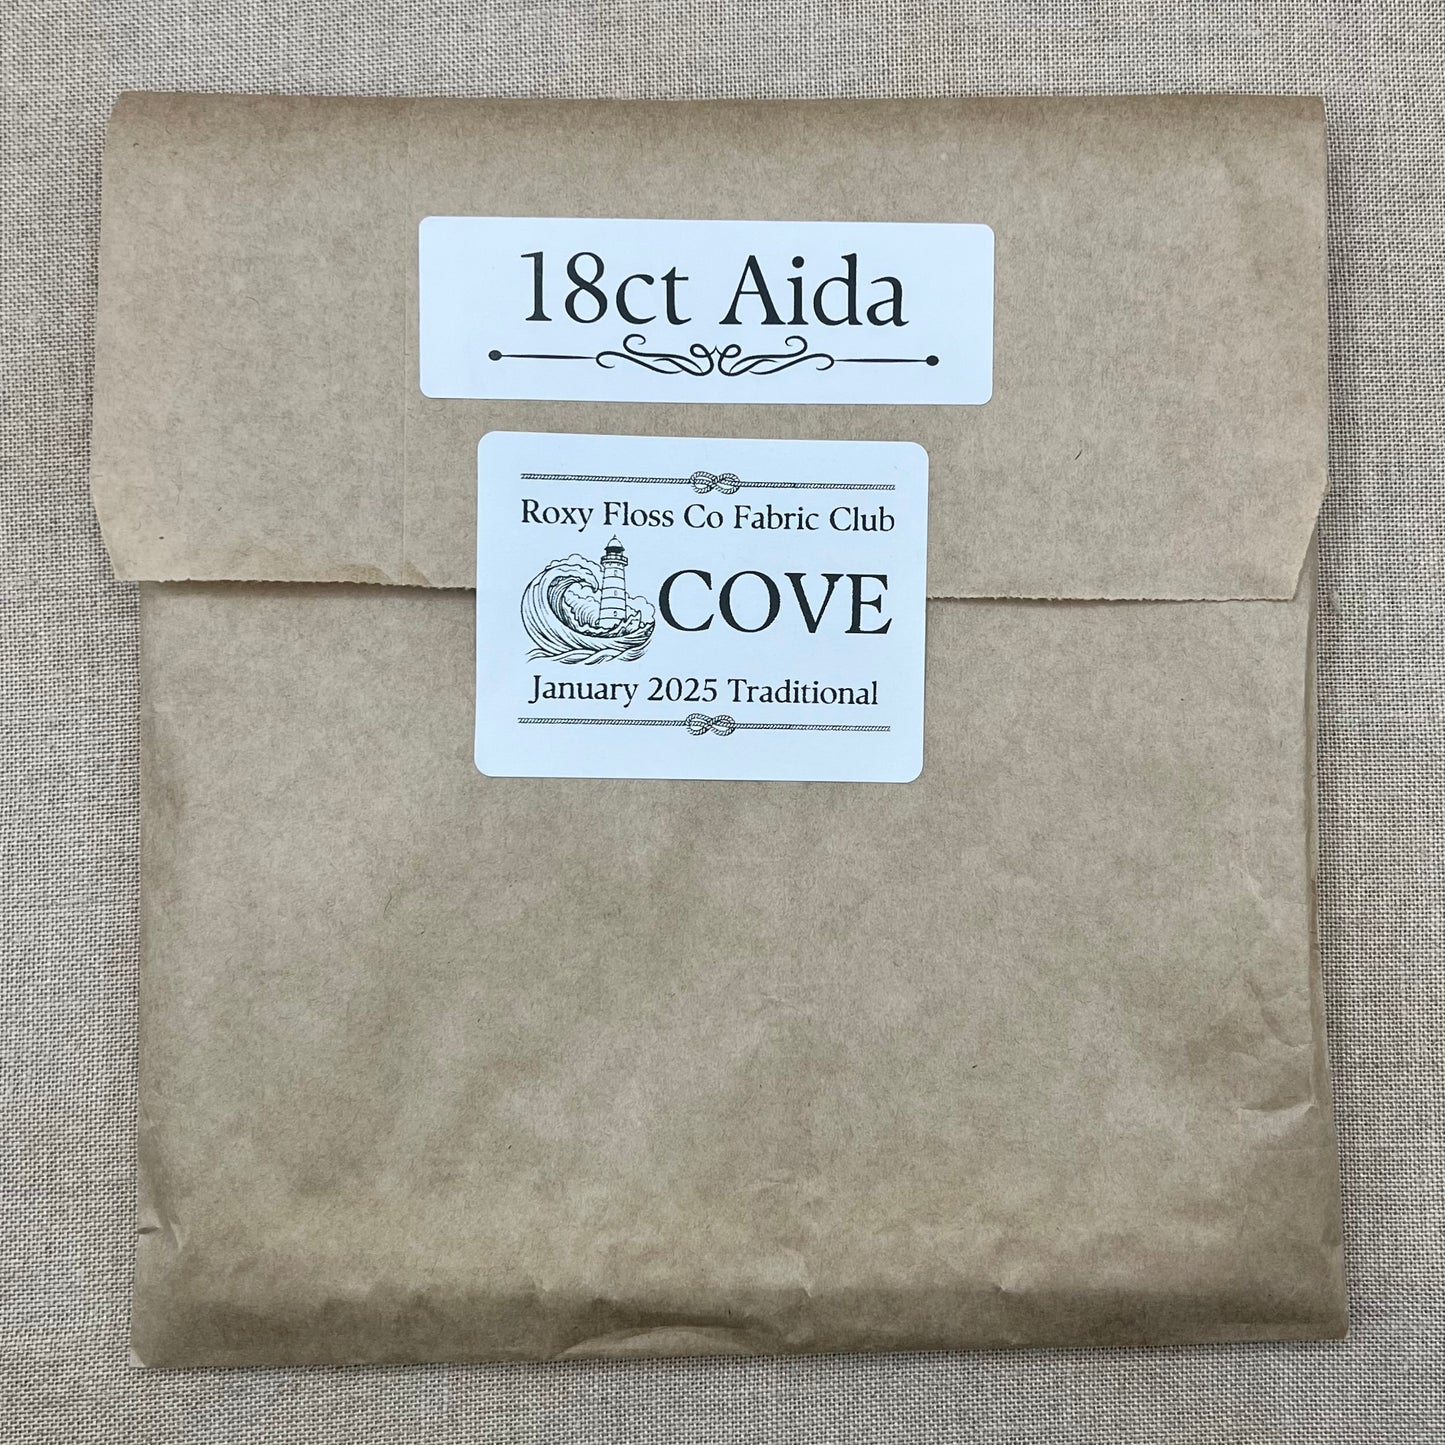 18ct Aida
Roxy Floss Co Fabric Club
COVE
January 2025 Traditional